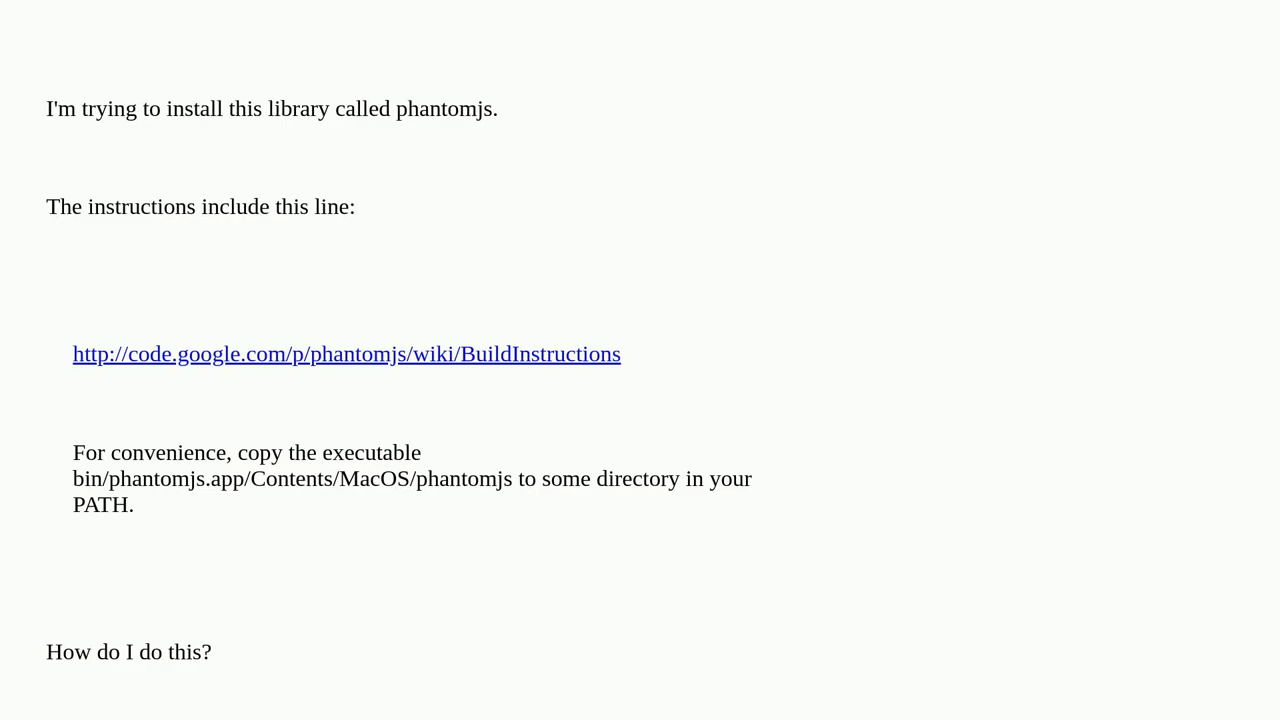 I'm trying to install this library called phantomjs.
The instructions include this line:
http://code.google.com/p/phantomjs/wiki/BuildInstructions
For convenience, copy the executable
bin/phantomjs.app/Contents/MacOS/phantomjs to some directory in your
PATH.
How do I do this?